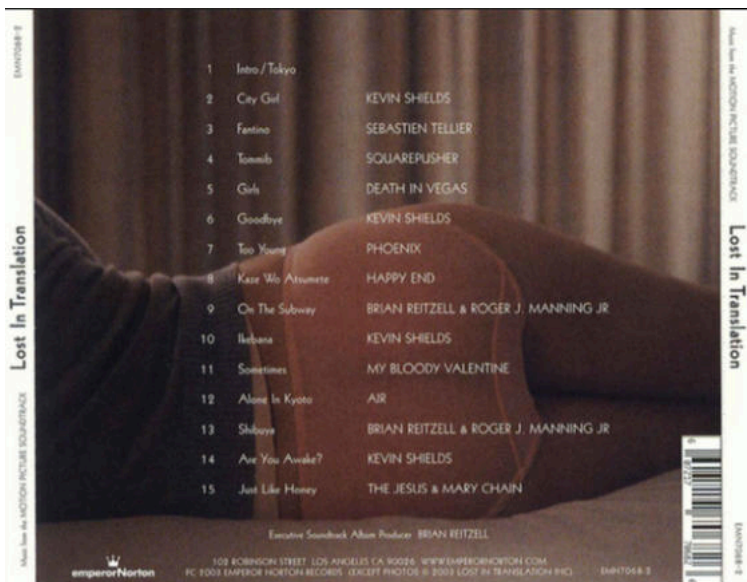 EMN7068-2
Lost In Translation
Music from the MOTION PICTURE SOUNDTRACK
1 Intro/Tokyo
2 City Girl KEVIN SHIELDS
3 Fantino SEBASTIEN TELLIER
4 Tommib SQUAREPUSHER
5 Girls DEATH IN VEGAS
6 Goodbye KEVIN SHIELDS
7 Too Young PHOENIX
8 Kaze Wo Atsumete HAPPY END
9 On The Subway BRIAN REITZELL & ROGER J. MANNING JR
10 Ikebana KEVIN SHIELDS
11 Sometimes MY BLOODY VALENTINE
12 Alone In Kyoto AIR
13 Shibuya BRIAN REITZELL & ROGER J. MANNING JR
14 Are You Awake? KEVIN SHIELDS
15 Just Like Honey THE JESUS & MARY CHAIN
Executive Soundtrack Album Producer BRIAN REITZELL
emperorNorton
102 ROBINSON STREET LOS ANGELES CA 90026 WWW.EMPERORNORTON.COM
PC 2003 EMPEROR NORTON RECORDS (EXCEPT PHOTOS © 2003 LOST IN TRANSLATION INC)
EMN7068-2
Music from the MOTION PICTURE SOUNDTRACK
Lost In Translation
EMN7068-2